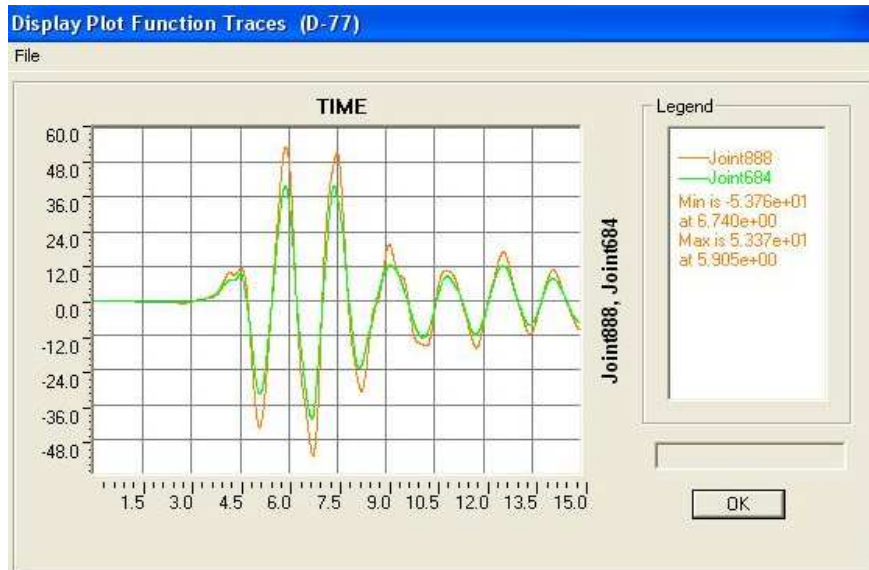 Display Plot Function Traces (D-77)
File
TIME
60.0
48.0
36.0
24.0
12.0
0.0
-12.0
-24.0
-36.0
-48.0
1.5 3.0 4.5 6.0 7.5 9.0 10.5 12.0 13.5 15.0
Joint888, Joint684
Legend
Joint888
Joint684
Min is -5.376e+01
at 6.740e+00
Max is 5.337e+01
at 5.905e+00
OK